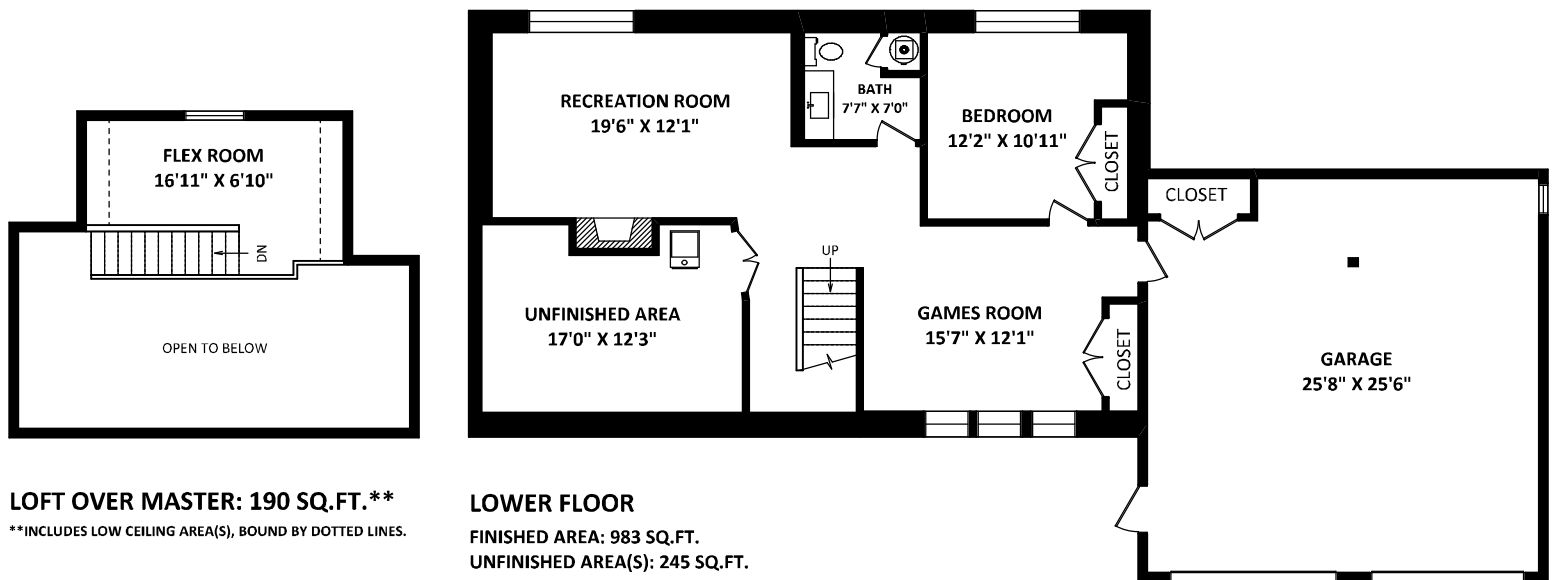 FLEX ROOM
16'11" X 6'10"
DN
OPEN TO BELOW
LOFT OVER MASTER: 190 SQ.FT.**
**INCLUDES LOW CEILING AREA(S), BOUND BY DOTTED LINES.
RECREATION ROOM
19'6" X 12'1"
BATH
7'7" X 7'0"
BEDROOM
12'2" X 10'11"
CLOSET
CLOSET
UP
UNFINISHED AREA
17'0" X 12'3"
GAMES ROOM
15'7" X 12'1"
CLOSET
GARAGE
25'8" X 25'6"
LOWER FLOOR
FINISHED AREA: 983 SQ.FT.
UNFINISHED AREA(S): 245 SQ.FT.